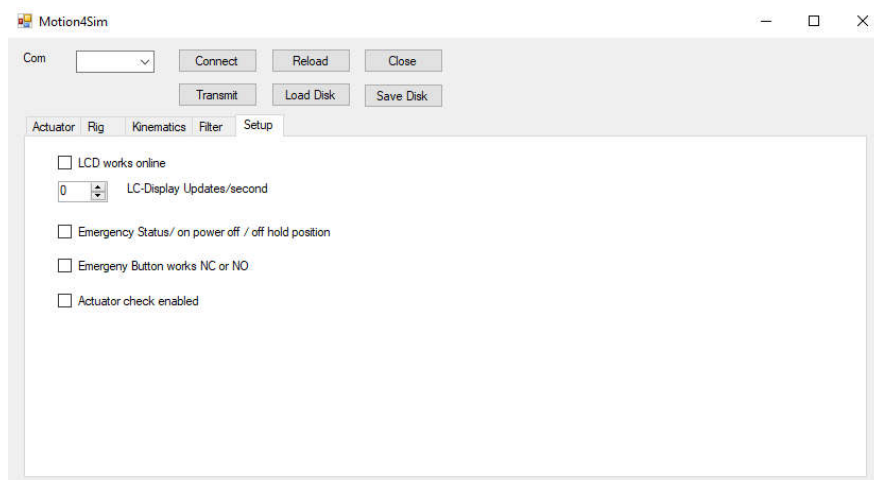 Motion4Sim
Com Connect Reload Close
Transmit Load Disk Save Disk
Actuator Rig Kinematics Filter Setup
LCD works online
0 LC-Display Updates/second
Emergency Status/ on power off / off hold position
Emergeny Button works NC or NO
Actuator check enabled